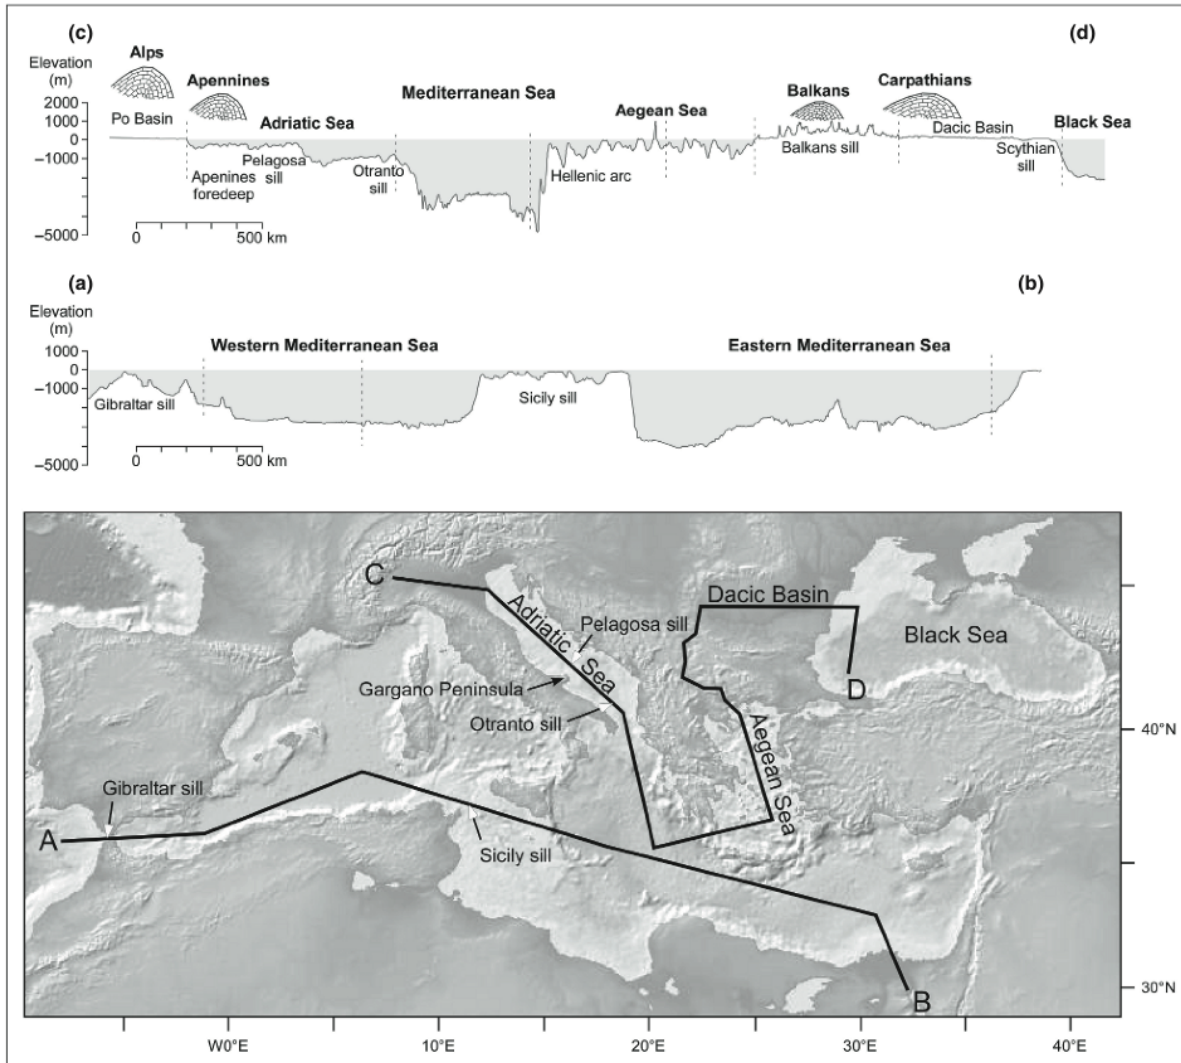 (c)
(d)
Alps
Elevation
(m)
Apennines
Mediterranean Sea
Carpathians
Balkans
Aegean Sea
2000
1000
0
-1000
-5000
Po Basin
Adriatic Sea
Dacic Basin
Black Sea
Pelagosa
sill
Otranto
sill
Hellenic arc
Balkans sill
Scythian
sill
Apenines
foredeep
0
500 km
(a)
(b)
Elevation
(m)
Western Mediterranean Sea
Eastern Mediterranean Sea
1000
0
-1000
-5000
Gibraltar sill
Sicily sill
0
500 km
C
Dacic Basin
Adriatic Sea
Pelagosa sill
Black Sea
Gargano Peninsula
D
Otranto sill
Aegean Sea
40°N
Gibraltar sill
A
Sicily sill
B
30°N
W0°E
10°E
20°E
30°E
40°E